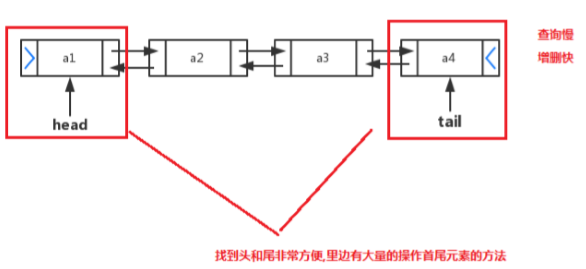 查询慢
增删快
a1
a2
a3
a4
head
tail
找到头和尾非常方便,里边有大量的操作首尾元素的方法